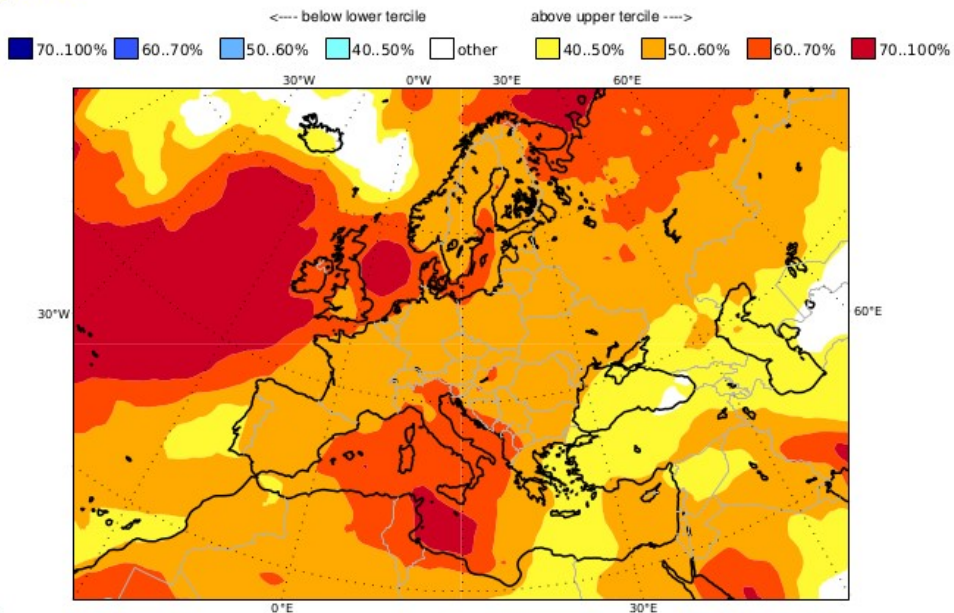 <---- below lower tercile above upper tercile ---->
70..100% 60..70% 50..60% 40..50% other 40..50% 50..60% 60..70% 70..100%
30°W 0°W 30°E 60°E
30°W 60°E
0°E 30°E